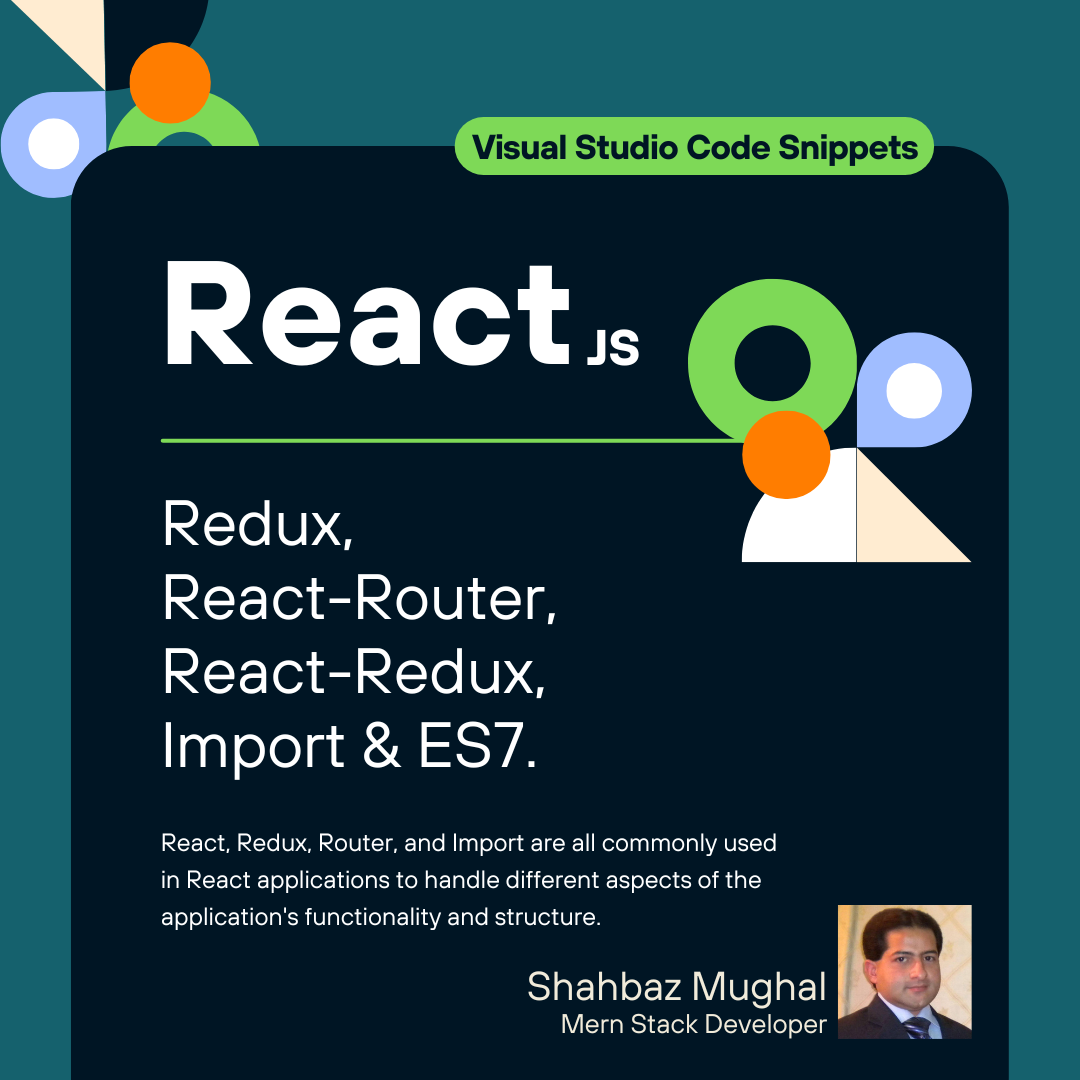 Visual Studio Code Snippets
React JS
Redux,
React-Router,
React-Redux,
Import & ES7.
React, Redux, Router, and Import are all commonly used
in React applications to handle different aspects of the
application's functionality and structure.
Shahbaz Mughal
Mern Stack Developer